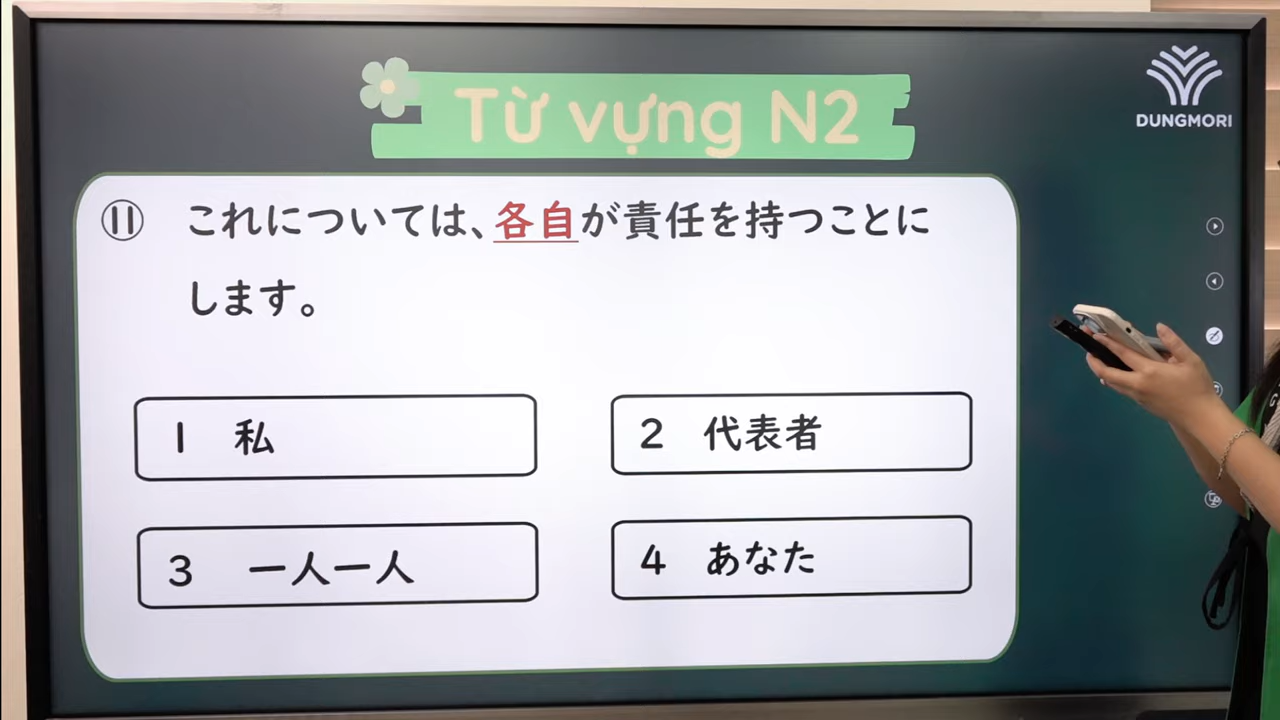 Từ vựng N2
DUNGMORI
⑪ これについては、各自が責任を持つことに
します。
1 私
2 代表者
3 一人一人
4 あなた